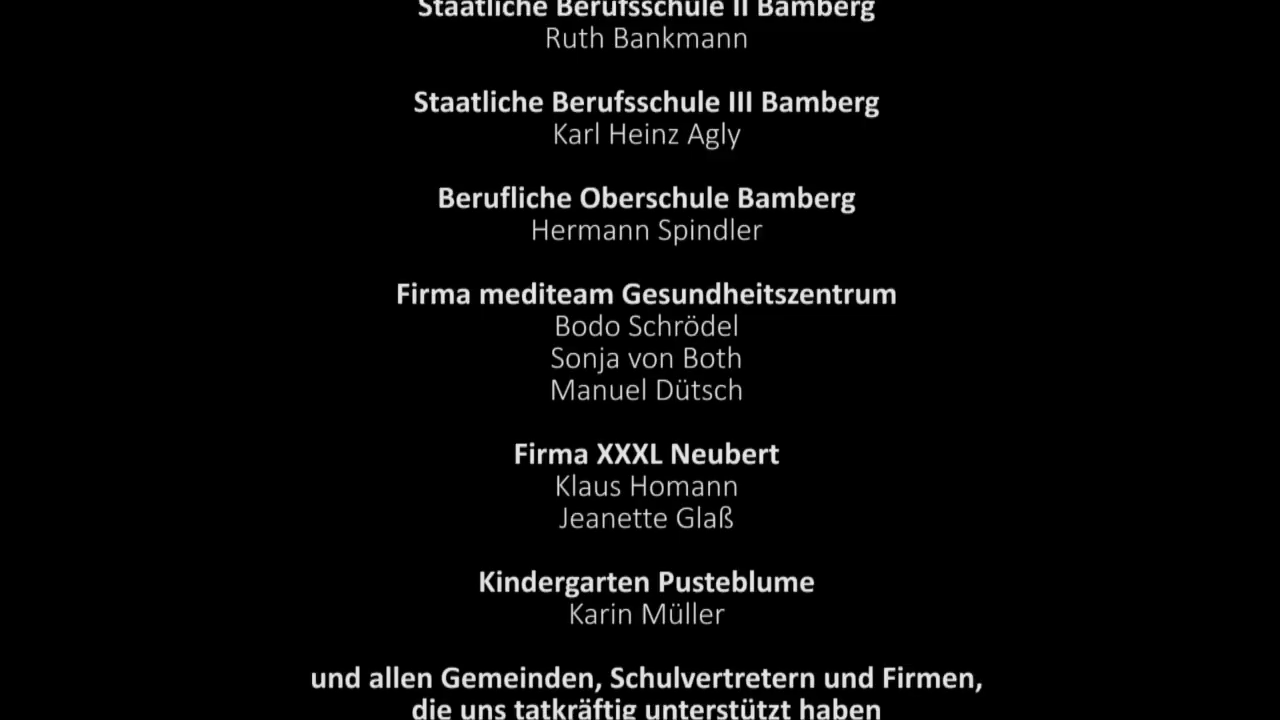 Staatliche Berufsschule II Bamberg
Ruth Bankmann
Staatliche Berufsschule III Bamberg
Karl Heinz Agly
Berufliche Oberschule Bamberg
Hermann Spindler
Firma mediteam Gesundheitszentrum
Bodo Schrödel
Sonja von Both
Manuel Dütsch
Firma XXXL Neubert
Klaus Homann
Jeanette Glaß
Kindergarten Pusteblume
Karin Müller
und allen Gemeinden, Schulvertretern und Firmen,
die uns tatkräftig unterstützt haben